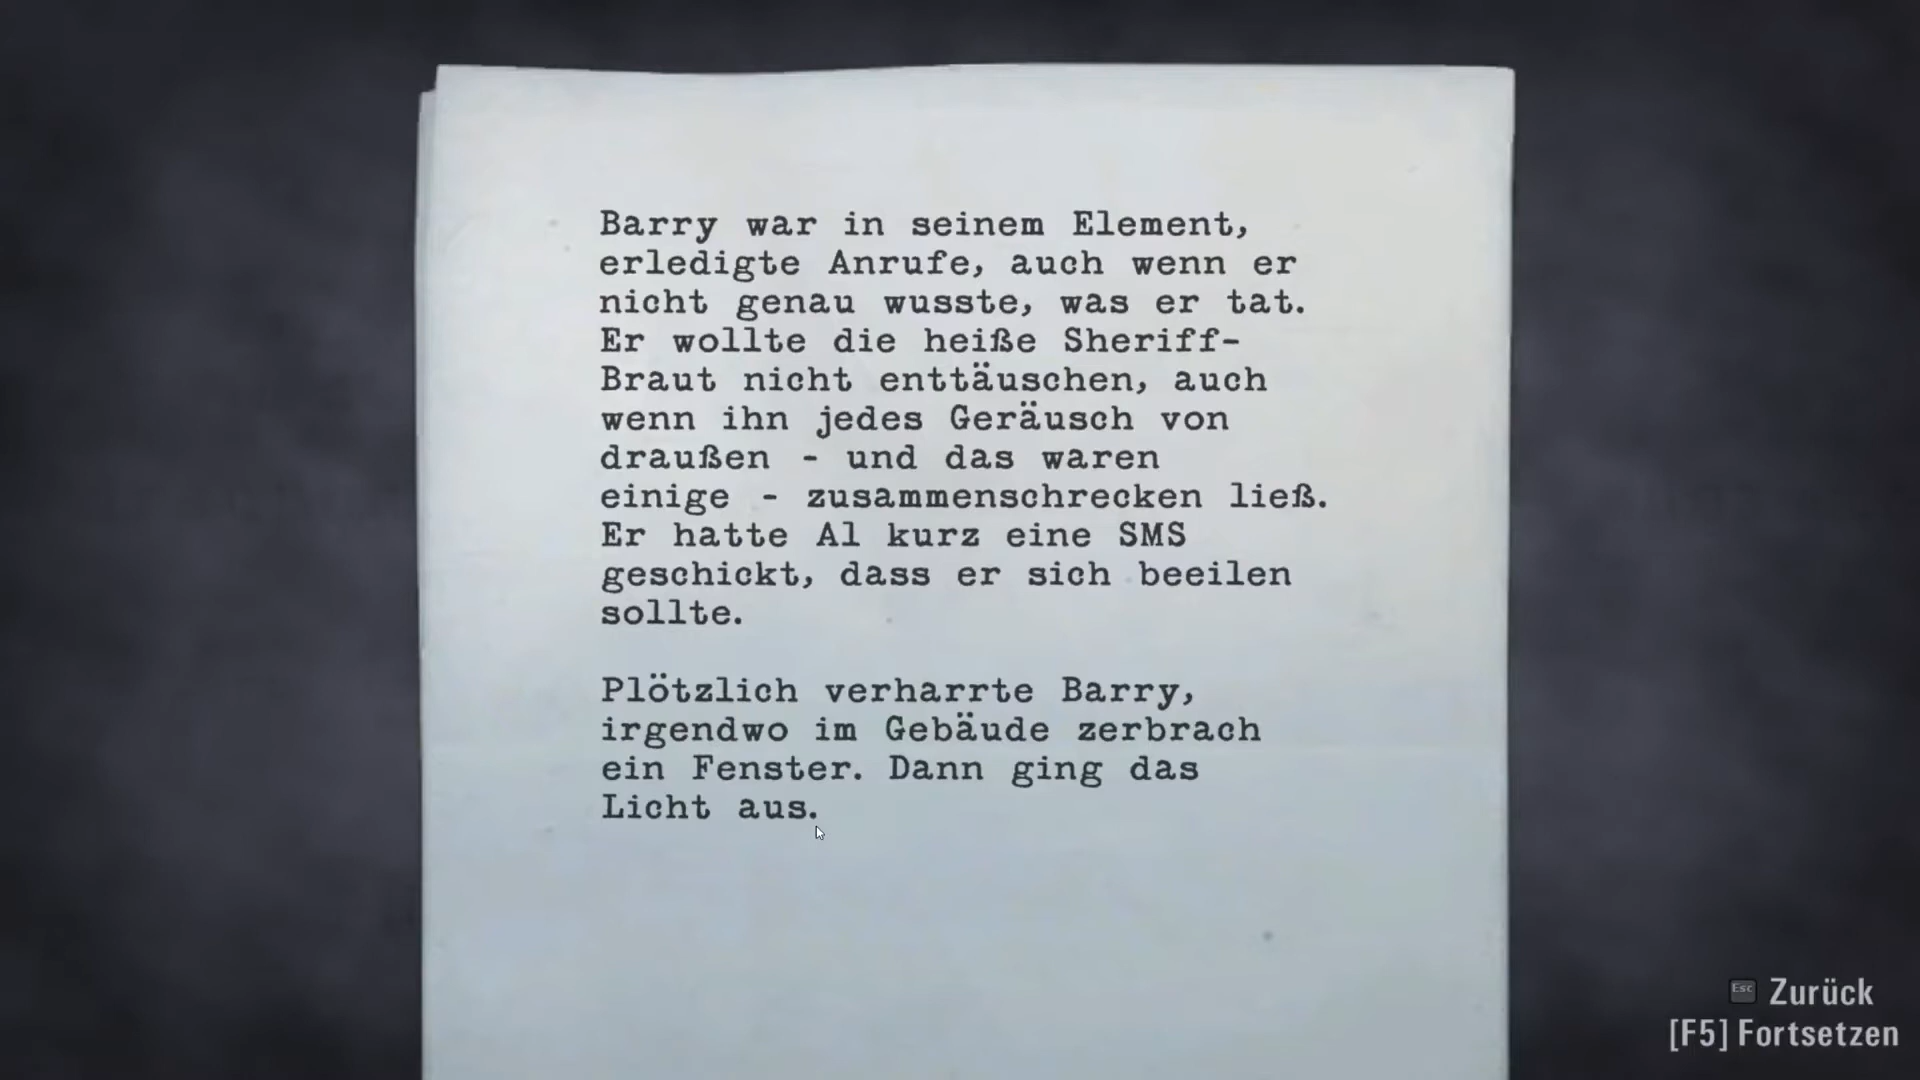 Barry war in seinem Element,
erledigte Anrufe, auch wenn er
nicht genau wusste, was er tat.
Er wollte die heiße Sheriff-
Braut nicht enttäuschen, auch
wenn ihn jedes Geräusch von
draußen - und das waren
einige - zusammenschrecken ließ.
Er hatte Al kurz eine SMS
geschickt, dass er sich beeilen
sollte.
Plötzlich verharrte Barry,
irgendwo im Gebäude zerbrach
ein Fenster. Dann ging das
Licht aus.
Esc Zurück
[F5] Fortsetzen